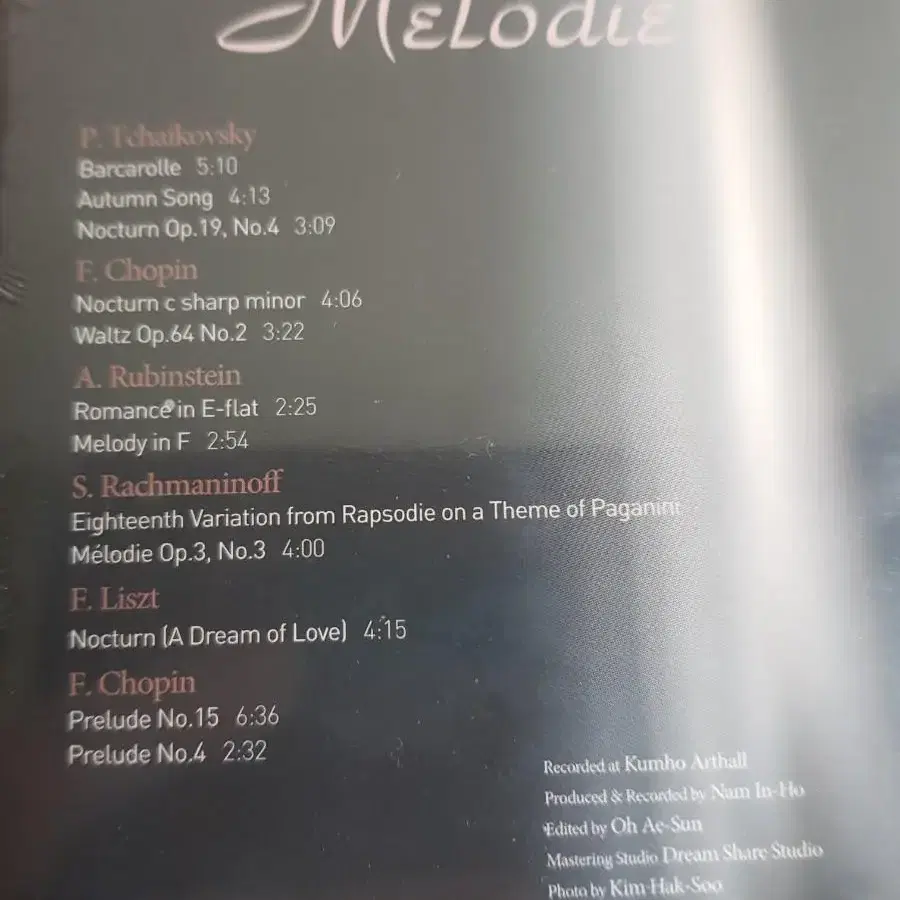 Mélodie
P. Tchaikovsky
Barcarolle 5:10
Autumn Song 4:13
Nocturn Op.19, No.4 3:09
F. Chopin
Nocturn c sharp minor 4:06
Waltz Op.64 No.2 3:22
A. Rubinstein
Romance in E-flat 2:25
Melody in F 2:54
S. Rachmaninoff
Eighteenth Variation from Rapsodie on a Theme of Paganini
Mélodie Op.3, No.3 4:00
F. Liszt
Nocturn (A Dream of Love) 4:15
F. Chopin
Prelude No.15 6:36
Prelude No.4 2:32
Recorded at Kumho Arthall
Produced & Recorded by Nam In-Ho
Edited by Oh Ae-Sun
Mastering Studio Dream Share Studio
Photo by Kim Hak-Soo